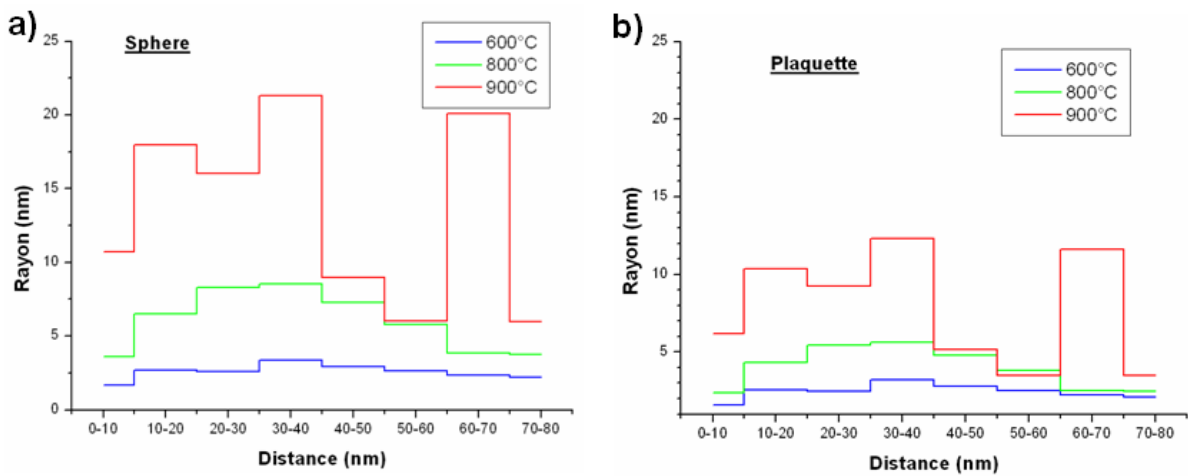 a)
Sphere
600°C
800°C
900°C
25
20
15
10
5
0
Rayon (nm)
0-10 10-20 20-30 30-40 40-50 50-60 60-70 70-80
Distance (nm)
b)
Plaquette
600°C
800°C
900°C
25
20
15
10
5
Rayon (nm)
0-10 10-20 20-30 30-40 40-50 50-60 60-70 70-80
Distance (nm)